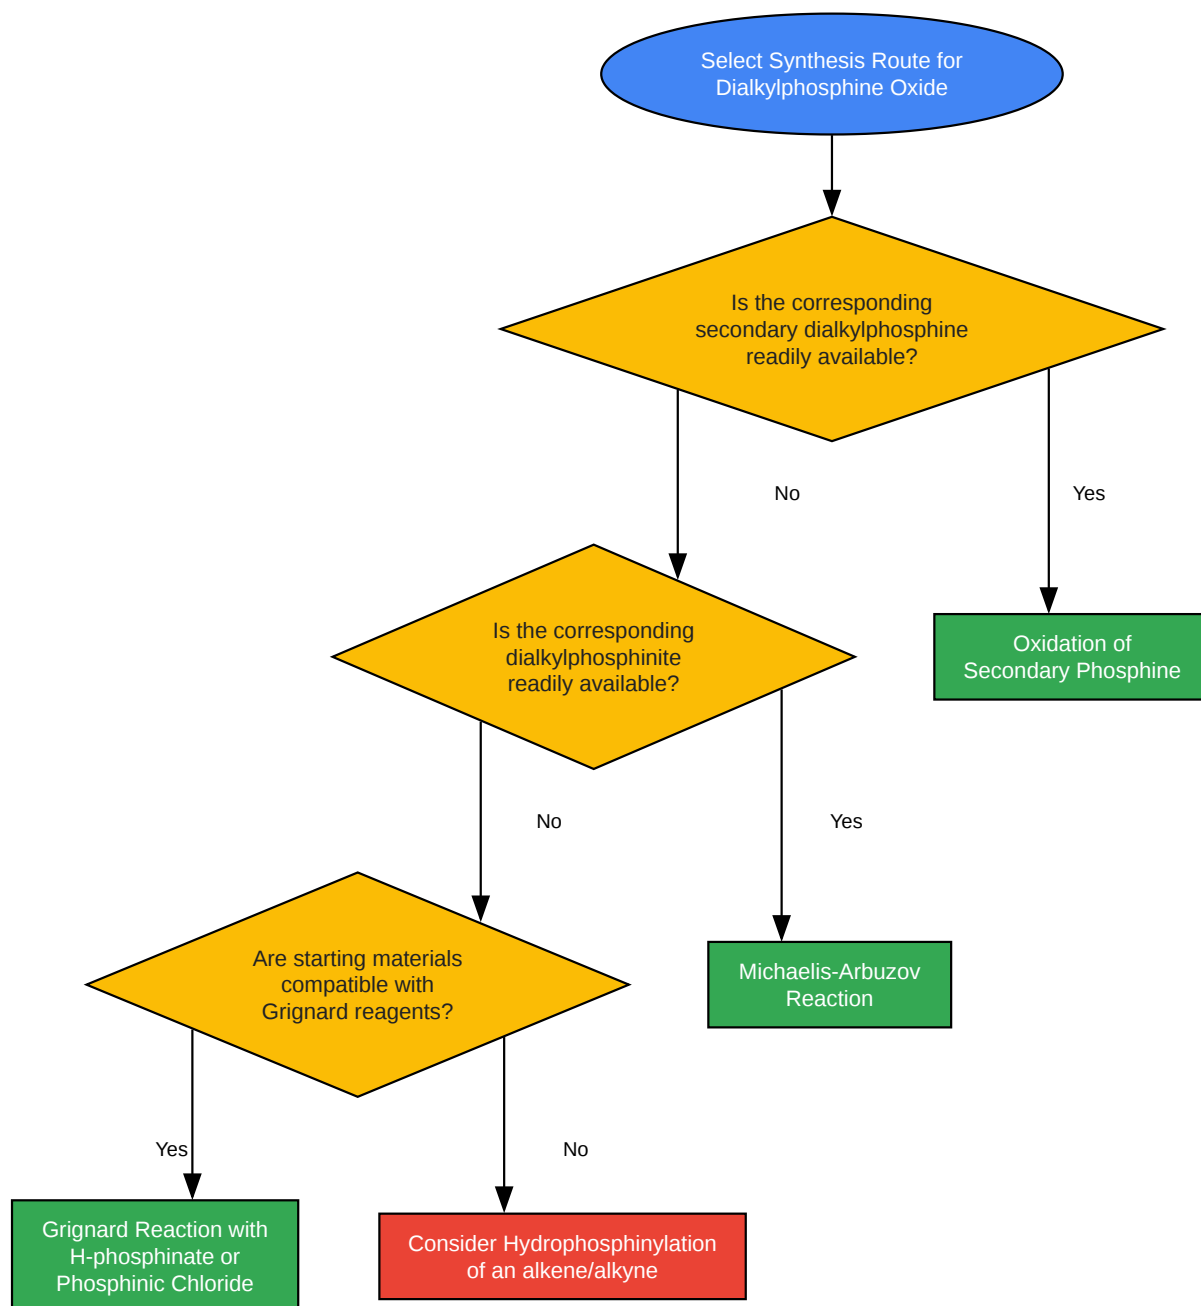 Select Synthesis Route for
Dialkylphosphine Oxide
Is the corresponding
secondary dialkylphosphine
readily available?
No
Yes
Is the corresponding
dialkylphosphinite
readily available?
Oxidation of
Secondary Phosphine
No
Yes
Are starting materials
compatible with
Grignard reagents?
Michaelis-Arbuzov
Reaction
Yes
No
Grignard Reaction with
H-phosphinate or
Phosphinic Chloride
Consider Hydrophosphinylation
of an alkene/alkyne